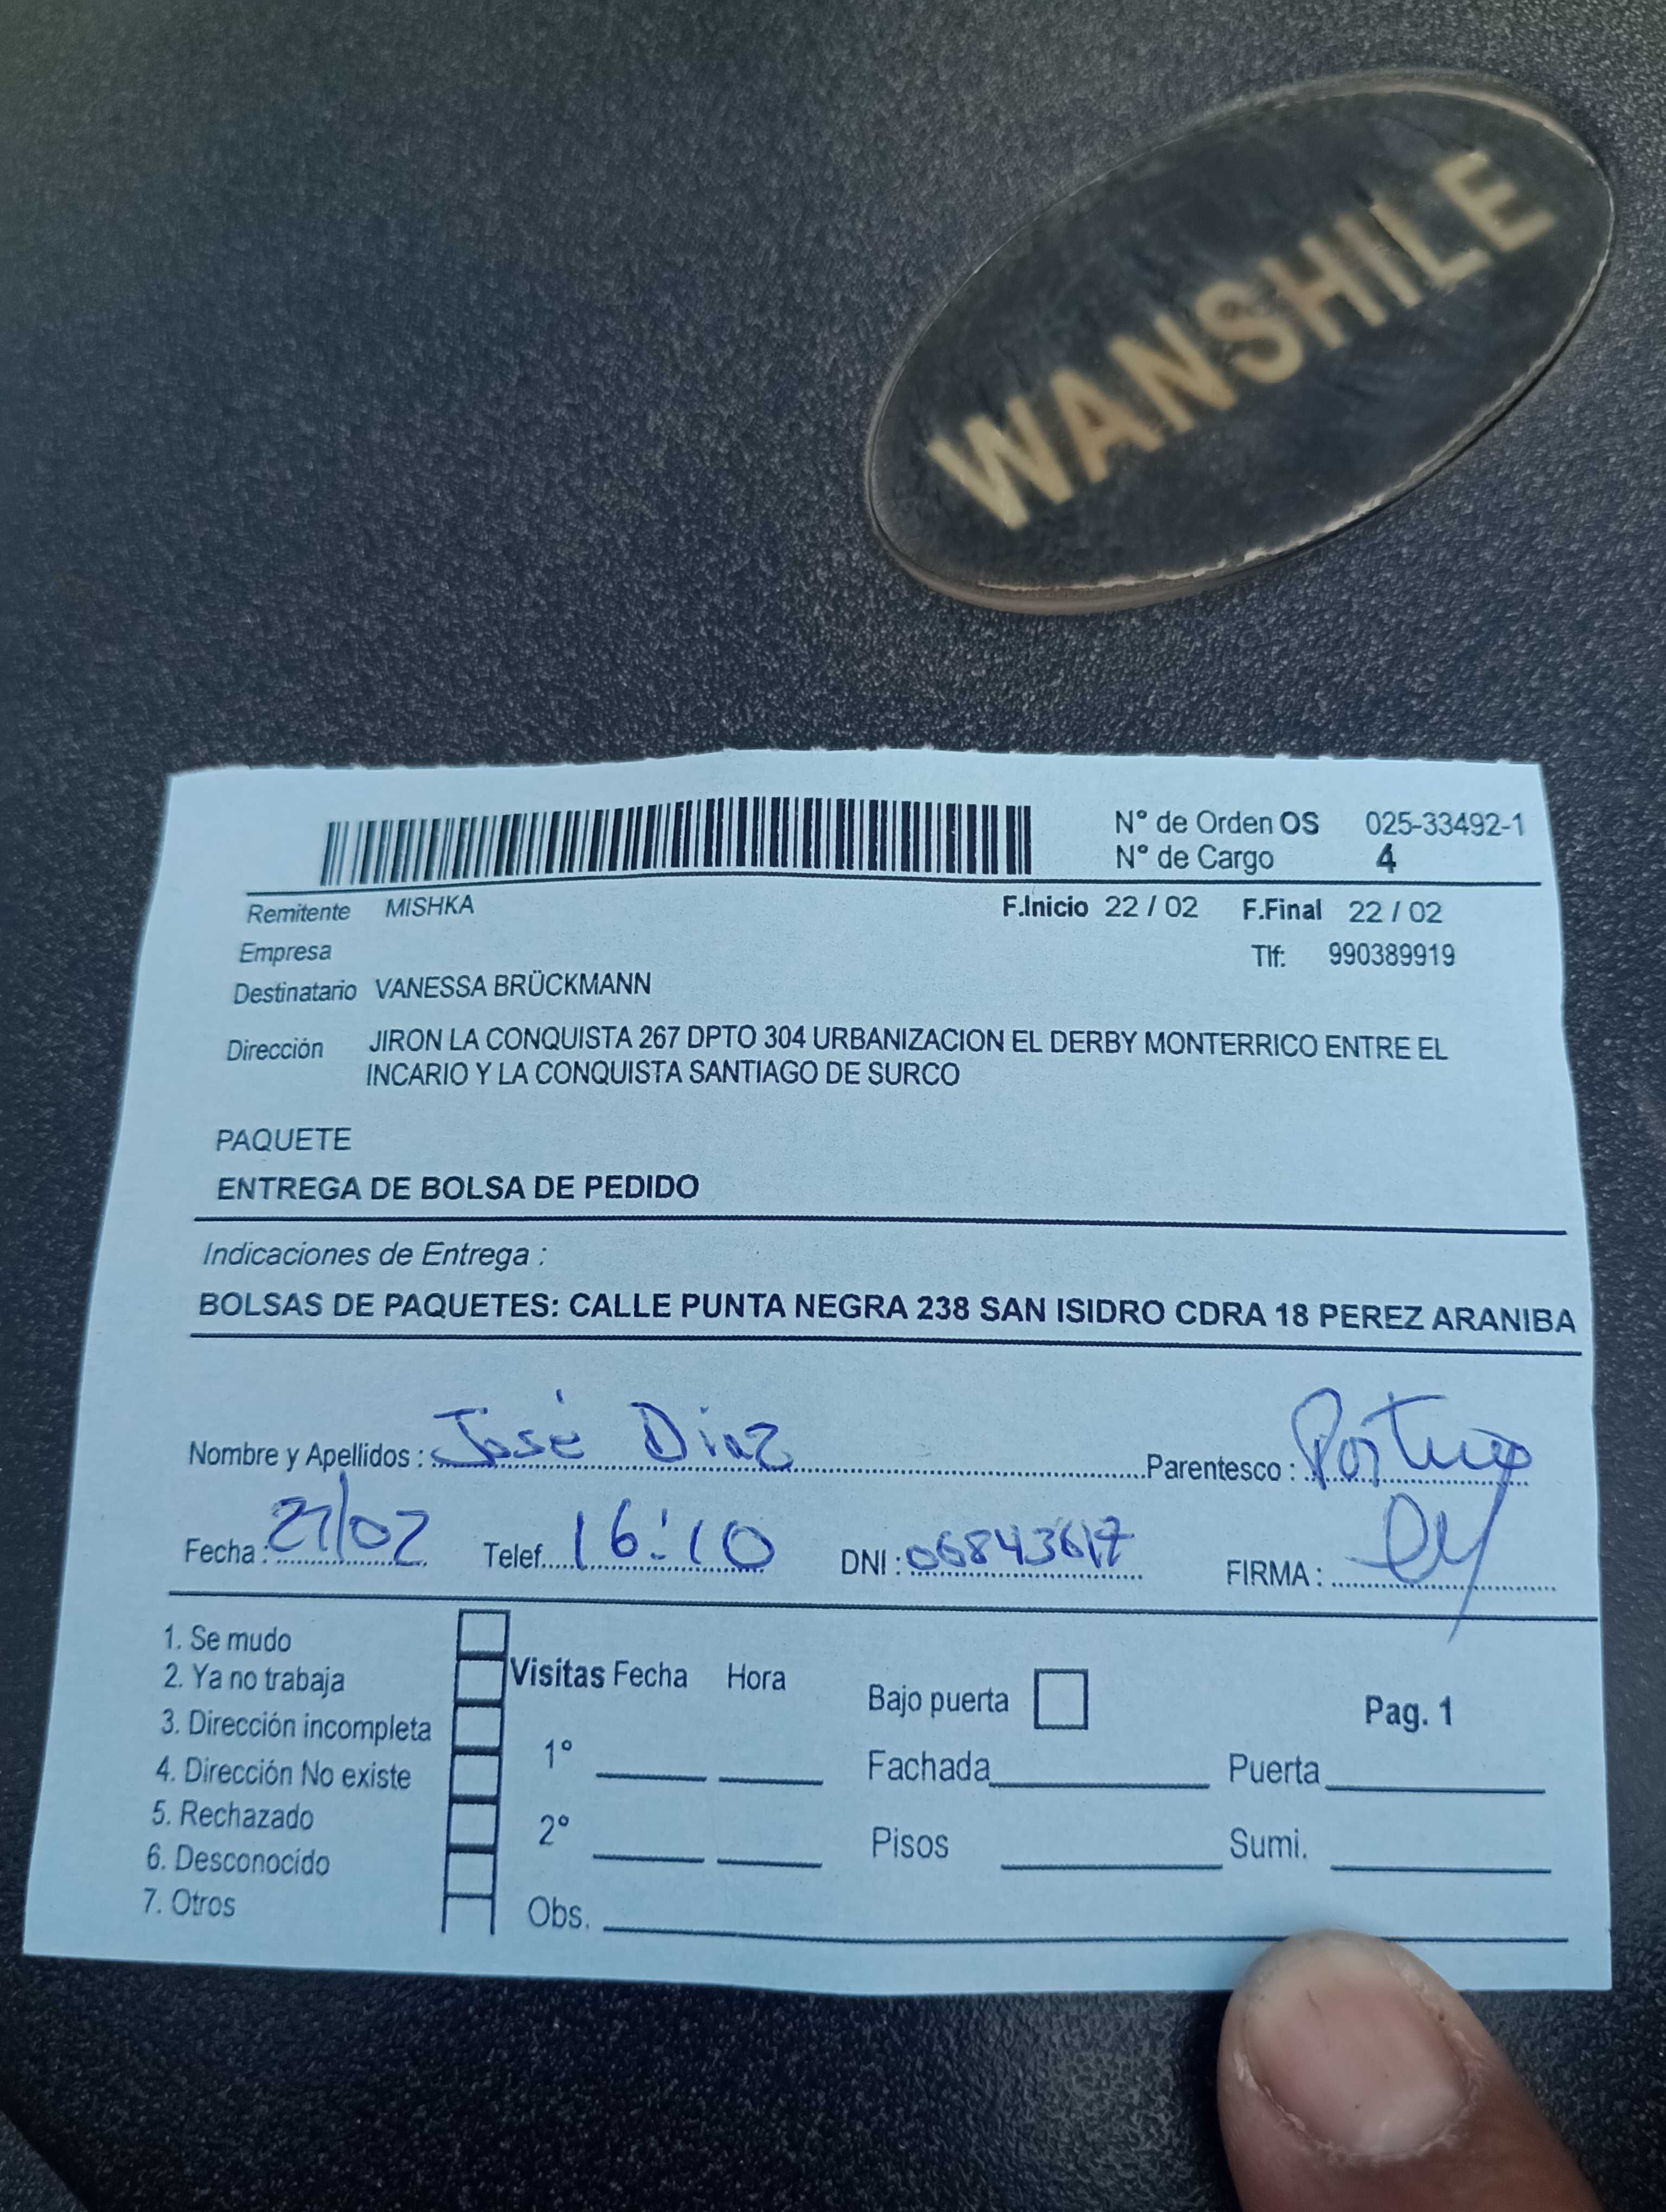 WANSHILE
N° de Orden OS 025-33492-1
N° de Cargo 4
Remitente MISHKA F.Inicio 22 / 02 F.Final 22 / 02
Empresa Tlf: 990389919
Destinatario VANESSA BRÜCKMANN
Dirección JIRON LA CONQUISTA 267 DPTO 304 URBANIZACION EL DERBY MONTERRICO ENTRE EL
INCARIO Y LA CONQUISTA SANTIAGO DE SURCO
PAQUETE
ENTREGA DE BOLSA DE PEDIDO
Indicaciones de Entrega :
BOLSAS DE PAQUETES: CALLE PUNTA NEGRA 238 SAN ISIDRO CDRA 18 PEREZ ARANIBA
Nombre y Apellidos : José Diaz Parentesco :
Fecha : Telef. 16:10 DNI : 06843617 FIRMA :
1. Se mudo
2. Ya no trabaja Visitas Fecha Hora Bajo puerta Pag. 1
3. Dirección incompleta
4. Dirección No existe 1° Fachada Puerta
5. Rechazado
6. Desconocido 2° Pisos Sumi.
7. Otros Obs.